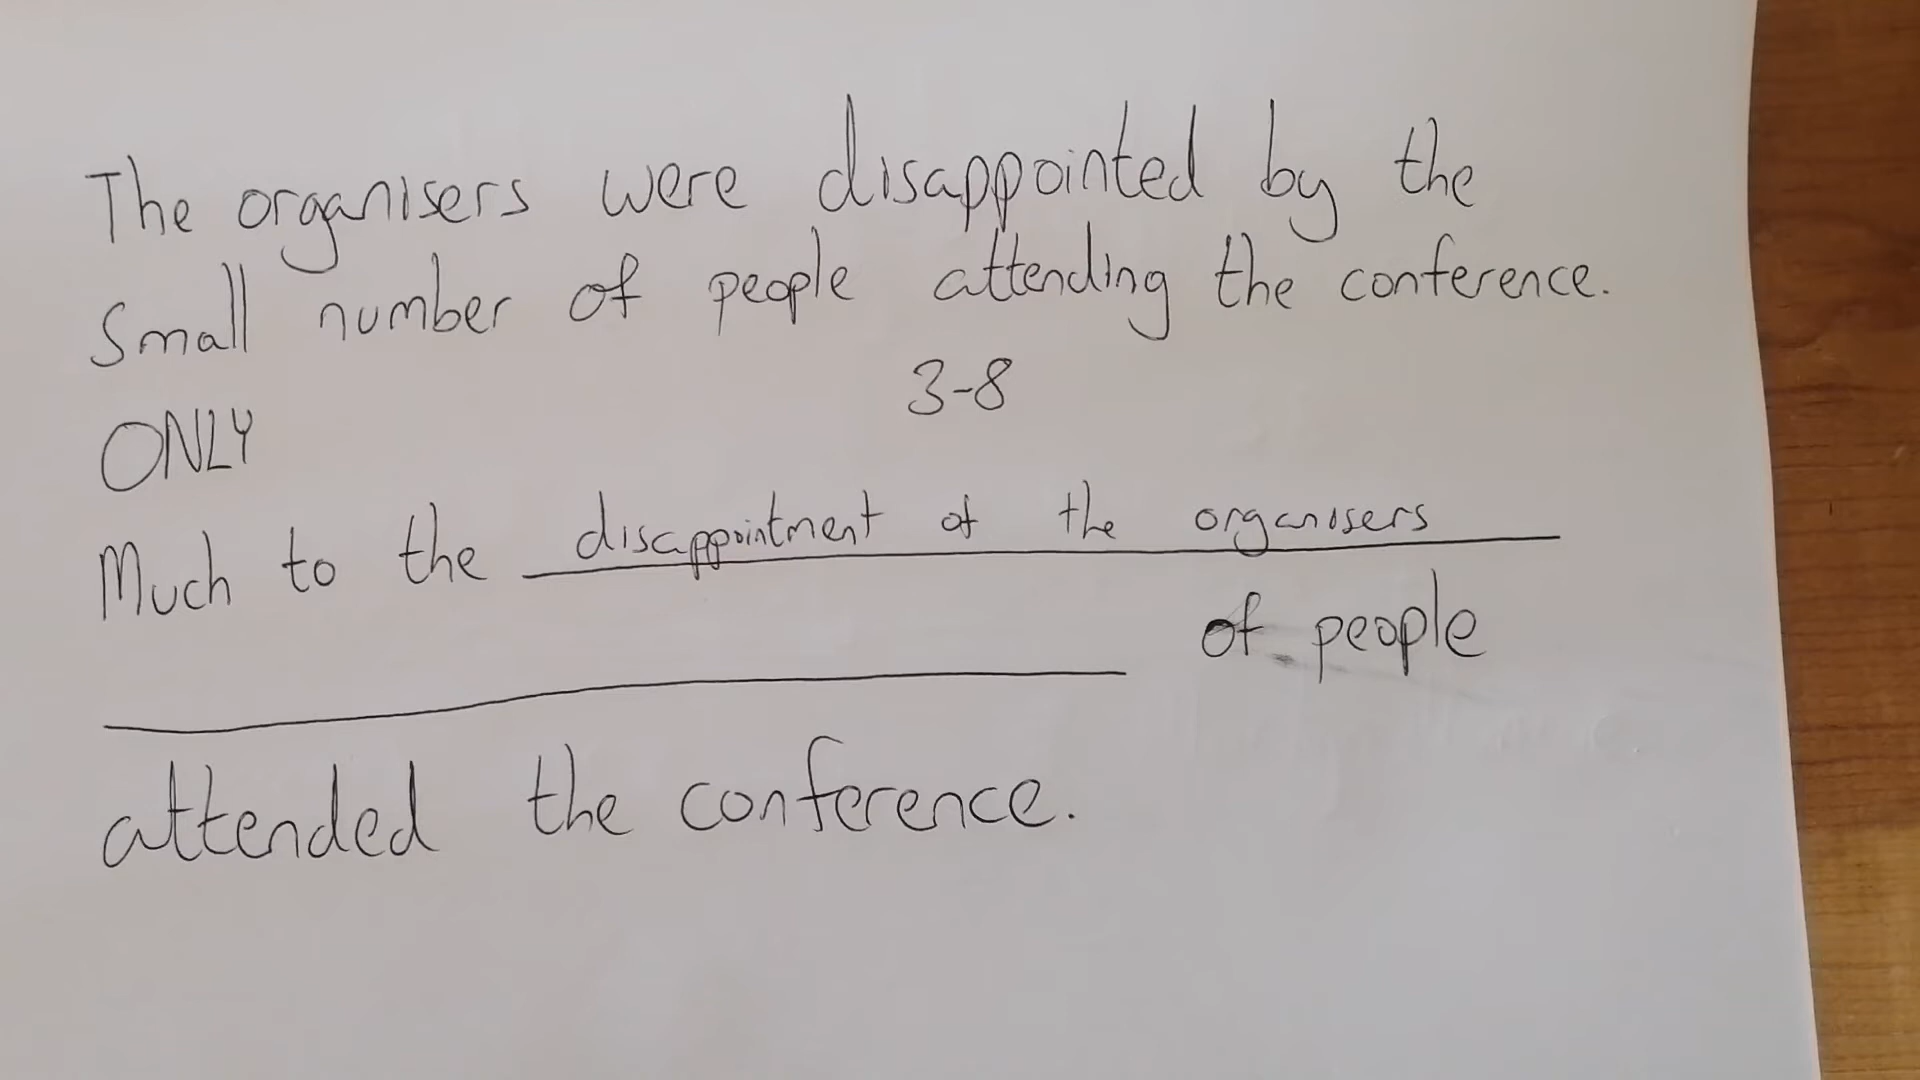 The organisers were disappointed by the
small number of people attending the conference.
3-8
ONLY
Much to the disappointment of the organisers
of people
attended the conference.